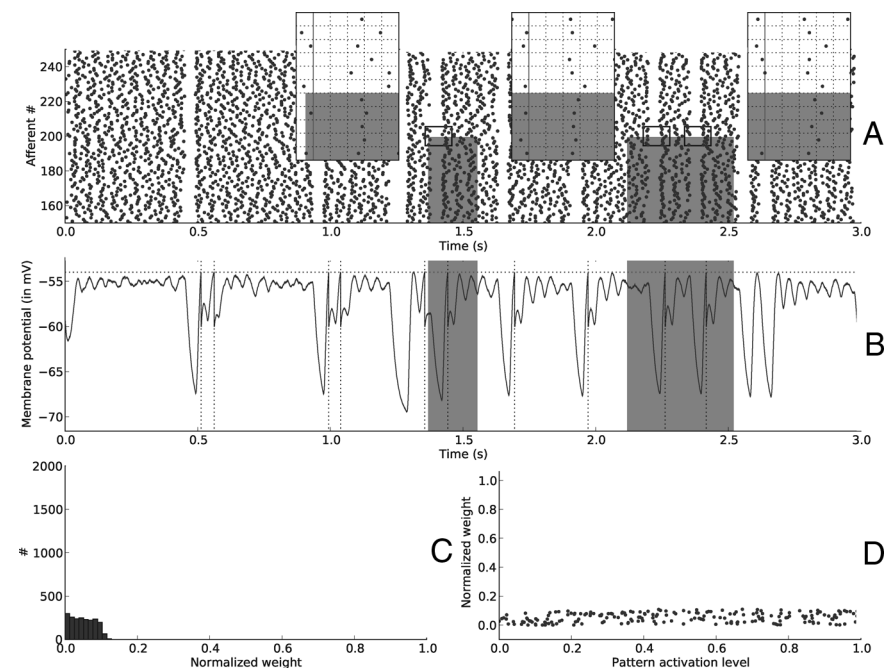 240
220
200
180
160
Afferent #
0.0 0.5 1.0 1.5 2.0 2.5 3.0
Time (s)
A
−55
−60
−65
−70
Membrane potential (in mV)
0.0 0.5 1.0 1.5 2.0 2.5 3.0
Time (s)
B
2000
1500
1000
500
0
#
0.2 0.4 0.6 0.8 1.0
Normalized weight
C
1.0
0.8
0.6
0.4
0.2
0.0
Normalized weight
0.0 0.2 0.4 0.6 0.8 1.0
Pattern activation level
D